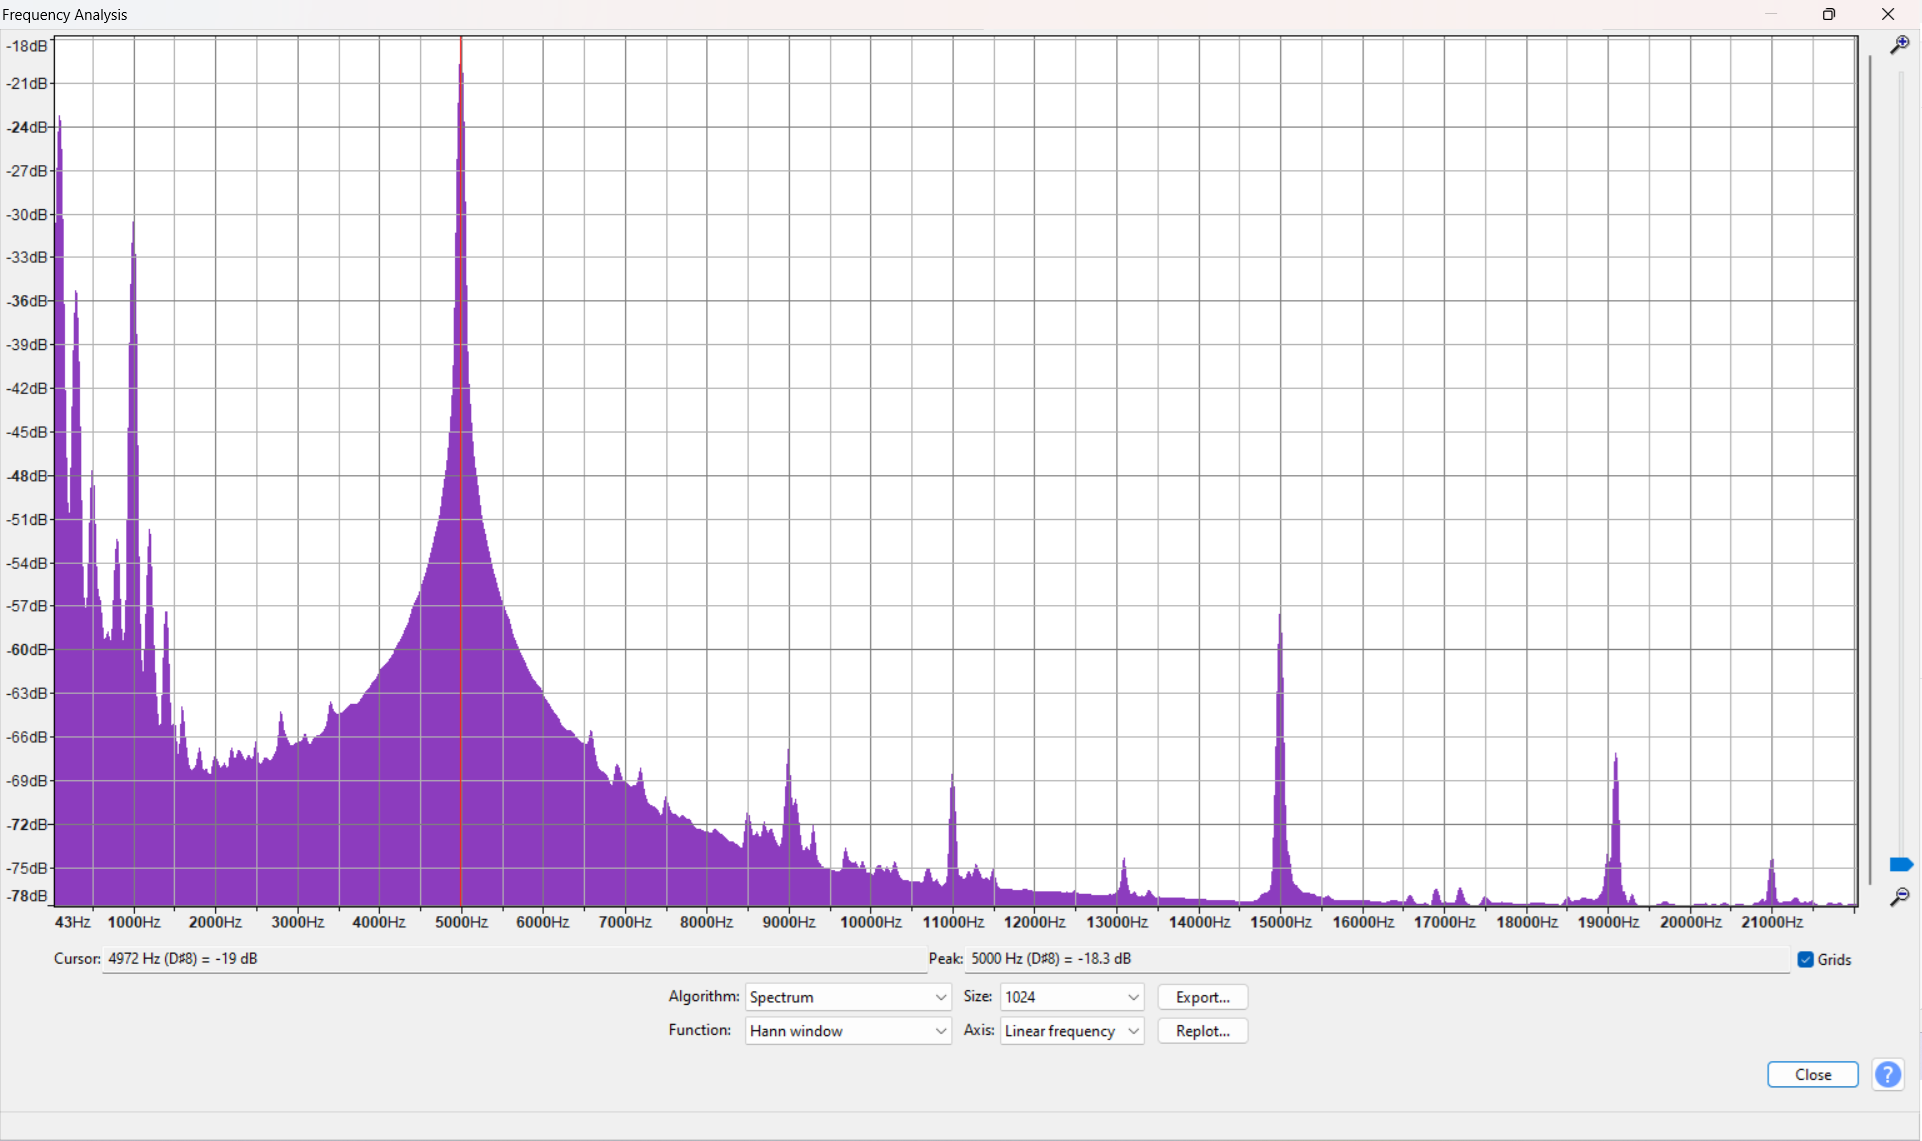 Frequency Analysis
-18dB
-21dB
-24dB
-27dB
-30dB
-33dB
-36dB
-39dB
-42dB
-45dB
-48dB
-51dB
-54dB
-57dB
-60dB
-63dB
-66dB
-69dB
-72dB
-75dB
-78dB
43Hz 1000Hz 2000Hz 3000Hz 4000Hz 5000Hz 6000Hz 7000Hz 8000Hz 9000Hz 10000Hz 11000Hz 12000Hz 13000Hz 14000Hz 15000Hz 16000Hz 17000Hz 18000Hz 19000Hz 20000Hz 21000Hz
Cursor: 4972 Hz (D♯8) = -19 dB Peak: 5000 Hz (D♯8) = -18.3 dB Grids
Algorithm: Spectrum Size: 1024 Export...
Function: Hann window Axis: Linear frequency Replot...
Close ?